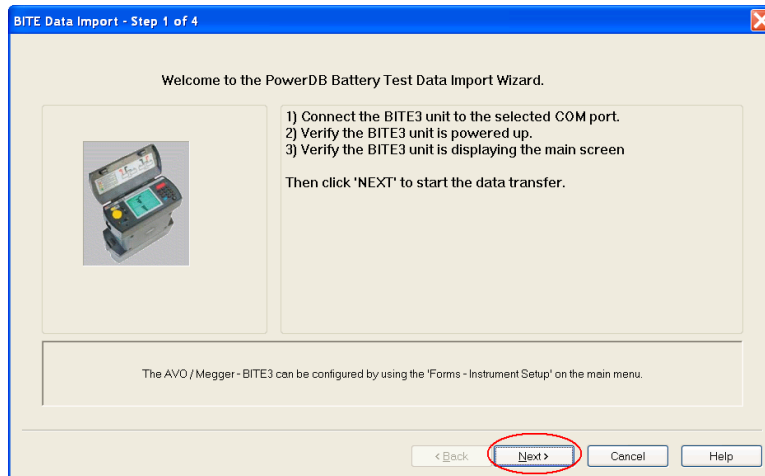 BITE Data Import - Step 1 of 4
Welcome to the PowerDB Battery Test Data Import Wizard.
1) Connect the BITE3 unit to the selected COM port.
2) Verify the BITE3 unit is powered up.
3) Verify the BITE3 unit is displaying the main screen
Then click 'NEXT' to start the data transfer.
The AVO / Megger - BITE3 can be configured by using the 'Forms - Instrument Setup' on the main menu.
< Back Next > Cancel Help